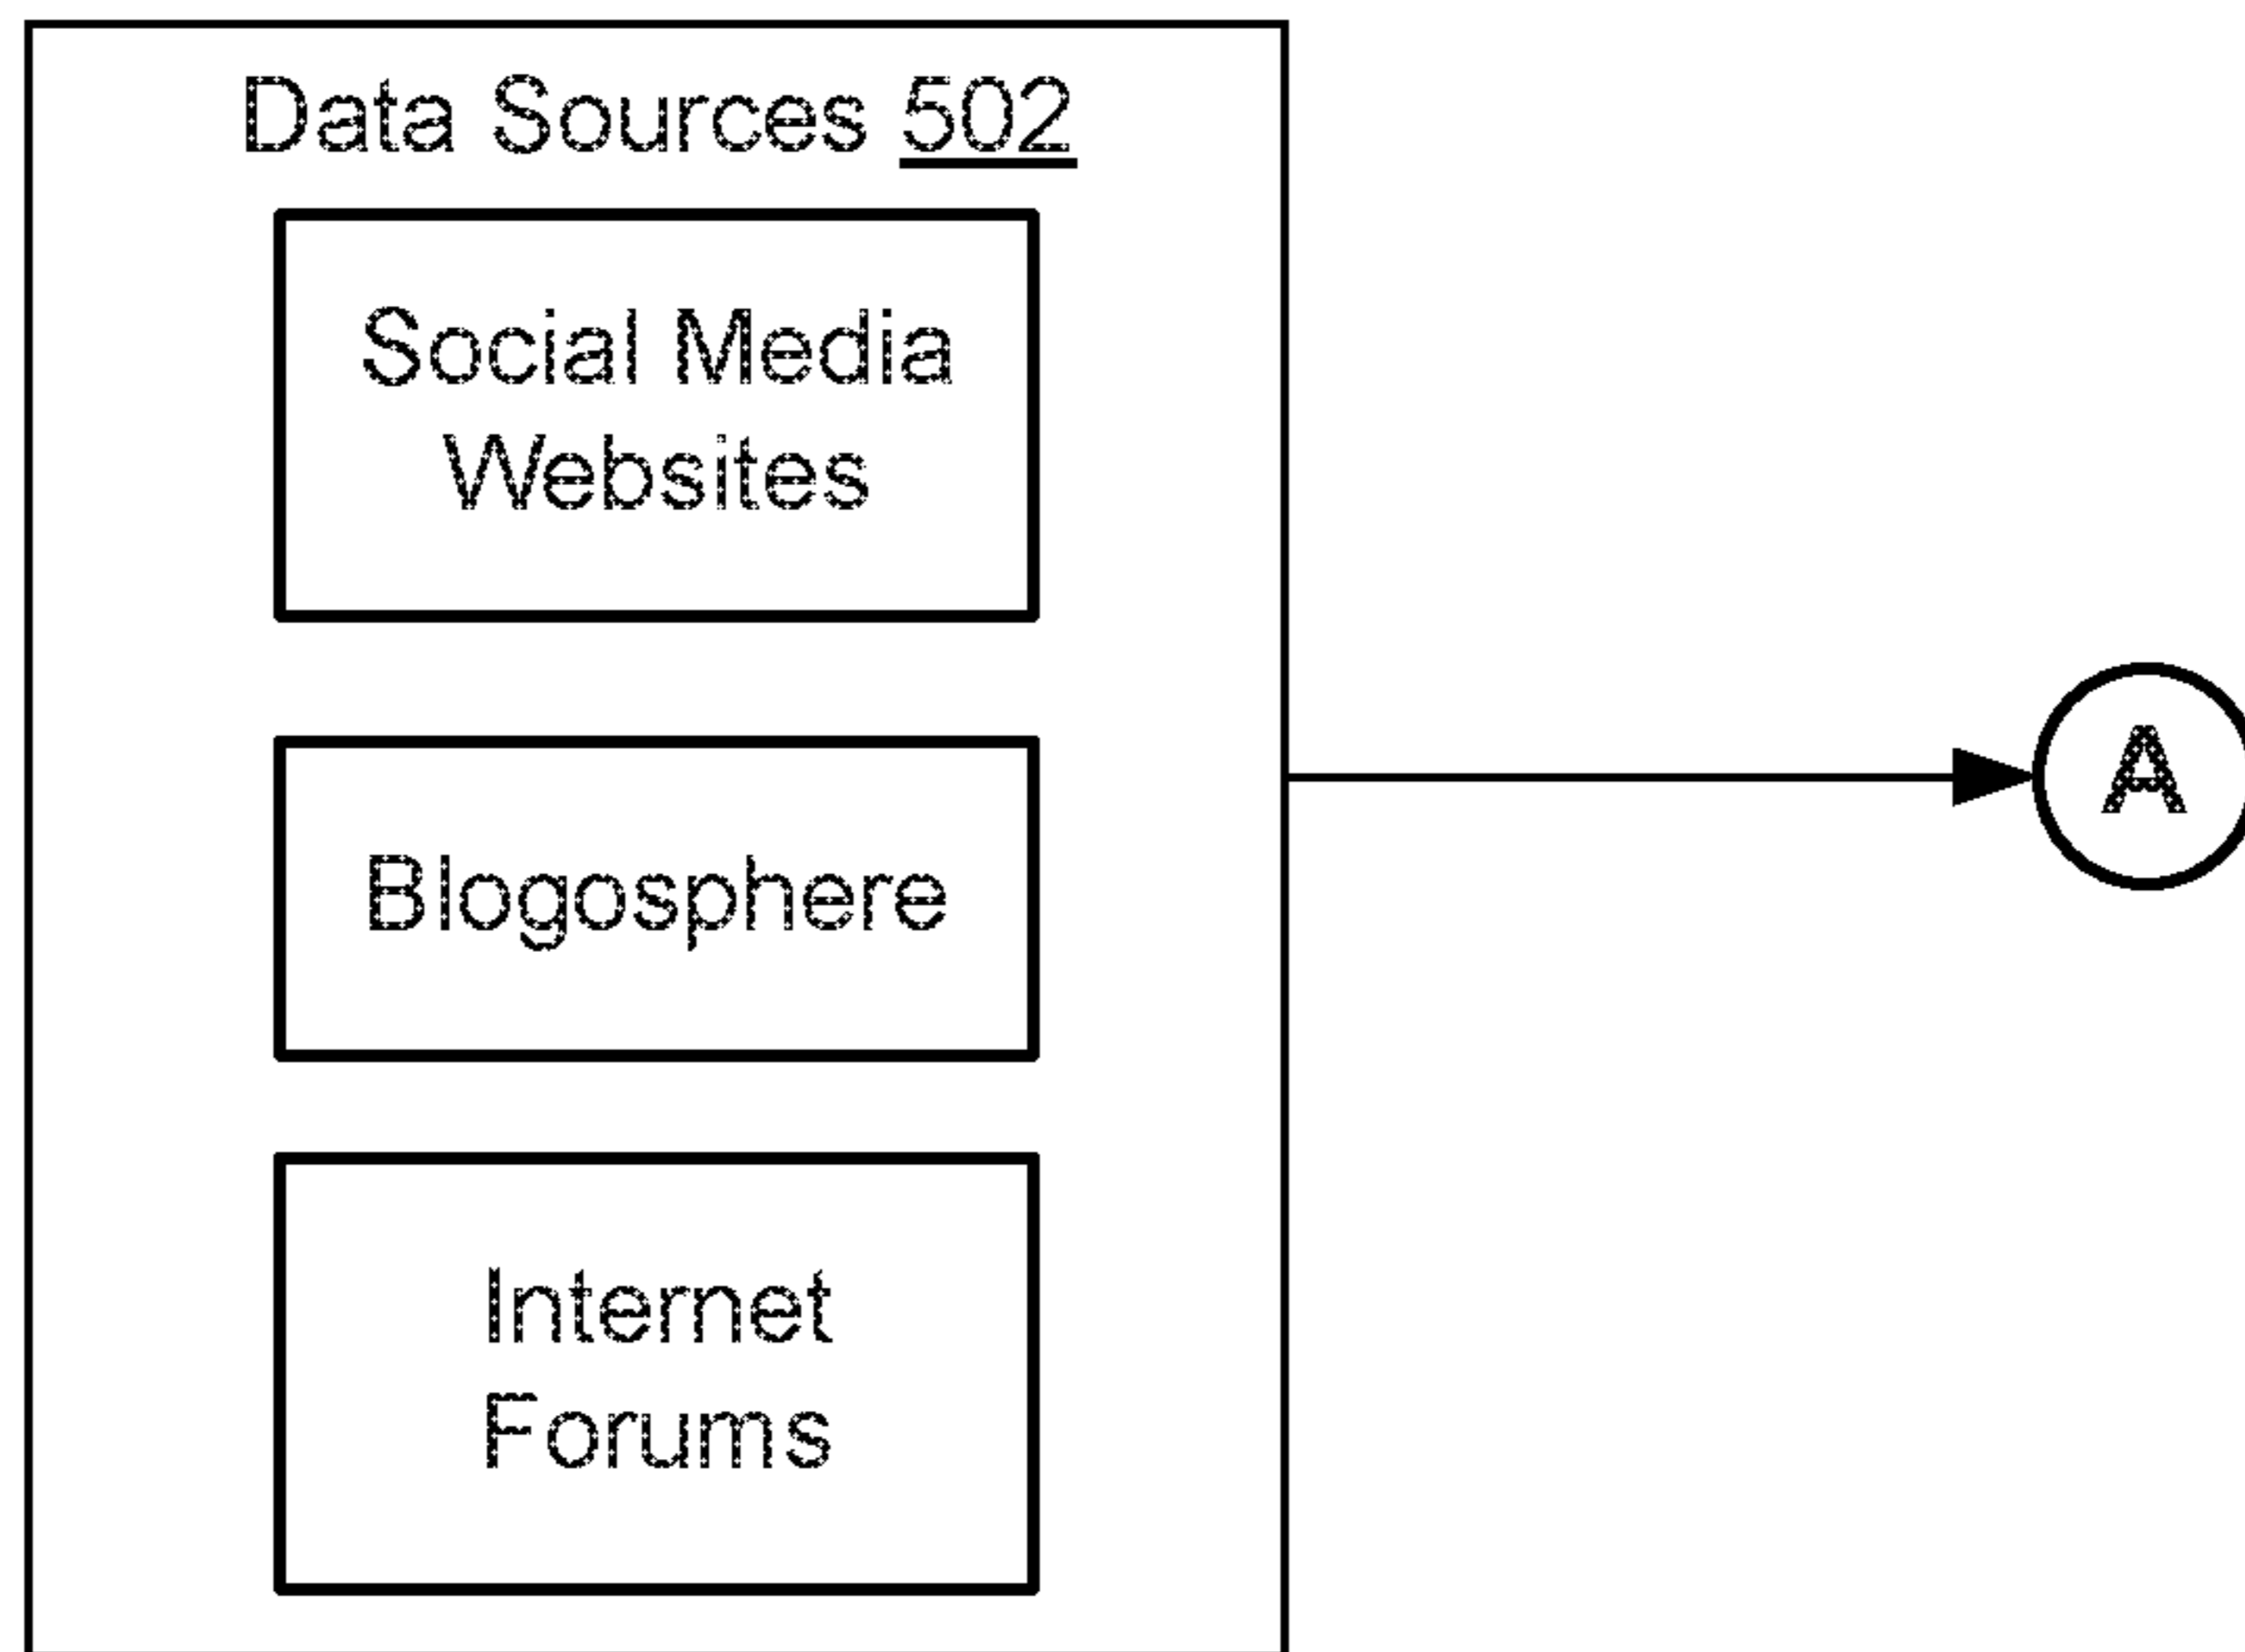 Data Sources 502
Social Media
Websites
Blogosphere
A
Internet
Forums